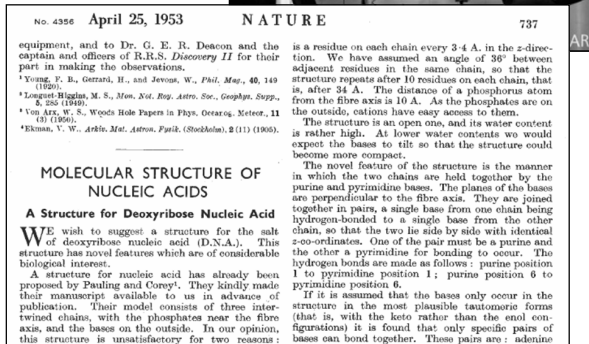 No. 4356 April 25, 1953 NATURE 737
equipment, and to Dr. G. E. R. Deacon and the
captain and officers of R.R.S. Discovery II for their
part in making the observations.
¹ Young, F. B., Gerrard, H., and Jevons, W., Phil. Mag., 40, 149
(1920).
² Longuet-Higgins, M. S., Mon. Not. Roy. Astro. Soc., Geophys. Supp.,
5, 285 (1949).
³ Von Arx, W. S., Woods Hole Papers in Phys. Oceanog. Meteor., 11
(3) (1950).
⁴ Ekman, V. W., Arkiv. Mat. Astron. Fysik. (Stockholm), 2 (11) (1905).
MOLECULAR STRUCTURE OF
NUCLEIC ACIDS
A Structure for Deoxyribose Nucleic Acid
WE wish to suggest a structure for the salt
of deoxyribose nucleic acid (D.N.A.). This
structure has novel features which are of considerable
biological interest.
A structure for nucleic acid has already been
proposed by Pauling and Corey¹. They kindly made
their manuscript available to us in advance of
publication. Their model consists of three inter-
twined chains, with the phosphates near the fibre
axis, and the bases on the outside. In our opinion,
this structure is unsatisfactory for two reasons :
is a residue on each chain every 3·4 A. in the z-direc-
tion. We have assumed an angle of 36° between
adjacent residues in the same chain, so that the
structure repeats after 10 residues on each chain, that
is, after 34 A. The distance of a phosphorus atom
from the fibre axis is 10 A. As the phosphates are on
the outside, cations have easy access to them.
The structure is an open one, and its water content
is rather high. At lower water contents we would
expect the bases to tilt so that the structure could
become more compact.
The novel feature of the structure is the manner
in which the two chains are held together by the
purine and pyrimidine bases. The planes of the bases
are perpendicular to the fibre axis. They are joined
together in pairs, a single base from one chain being
hydrogen-bonded to a single base from the other
chain, so that the two lie side by side with identical
z-co-ordinates. One of the pair must be a purine and
the other a pyrimidine for bonding to occur. The
hydrogen bonds are made as follows : purine position
1 to pyrimidine position 1 ; purine position 6 to
pyrimidine position 6.
If it is assumed that the bases only occur in the
structure in the most plausible tautomeric forms
(that is, with the keto rather than the enol con-
figurations) it is found that only specific pairs of
bases can bond together. These pairs are : adenine
AR